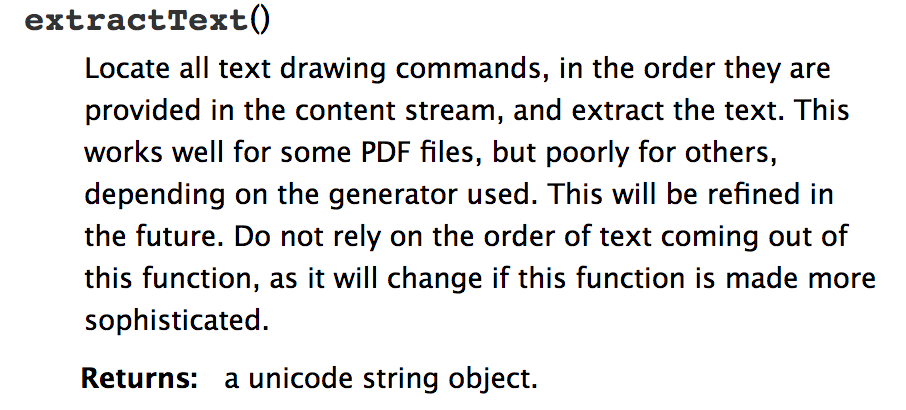 extractText()
Locate all text drawing commands, in the order they are
provided in the content stream, and extract the text. This
works well for some PDF files, but poorly for others,
depending on the generator used. This will be refined in
the future. Do not rely on the order of text coming out of
this function, as it will change if this function is made more
sophisticated.
Returns: a unicode string object.